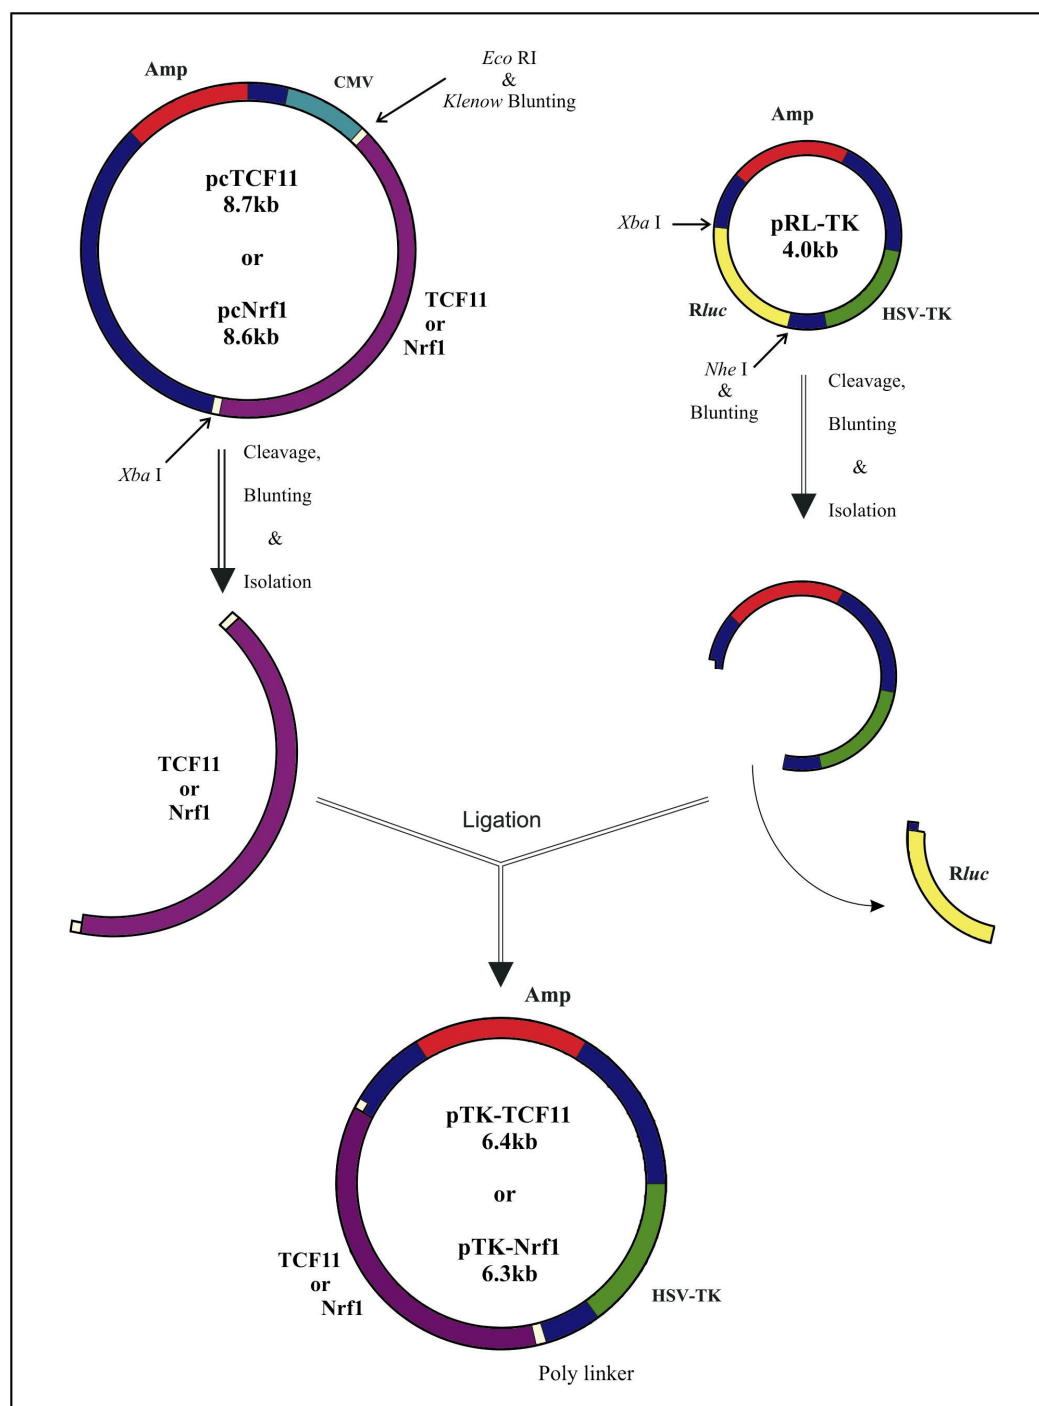 Amp
CMV
Eco RI
&
Klenow Blunting
pcTCF11
8.7kb
or
pcNrf1
8.6kb
TCF11
or
Nrf1
Xba I
Cleavage,
Blunting
&
Isolation
Amp
Xba I
pRL-TK
4.0kb
Rluc
HSV-TK
Nhe I
&
Blunting
Cleavage,
Blunting
&
Isolation
TCF11
or
Nrf1
Ligation
Rluc
Amp
pTK-TCF11
6.4kb
or
pTK-Nrf1
6.3kb
TCF11
or
Nrf1
HSV-TK
Poly linker